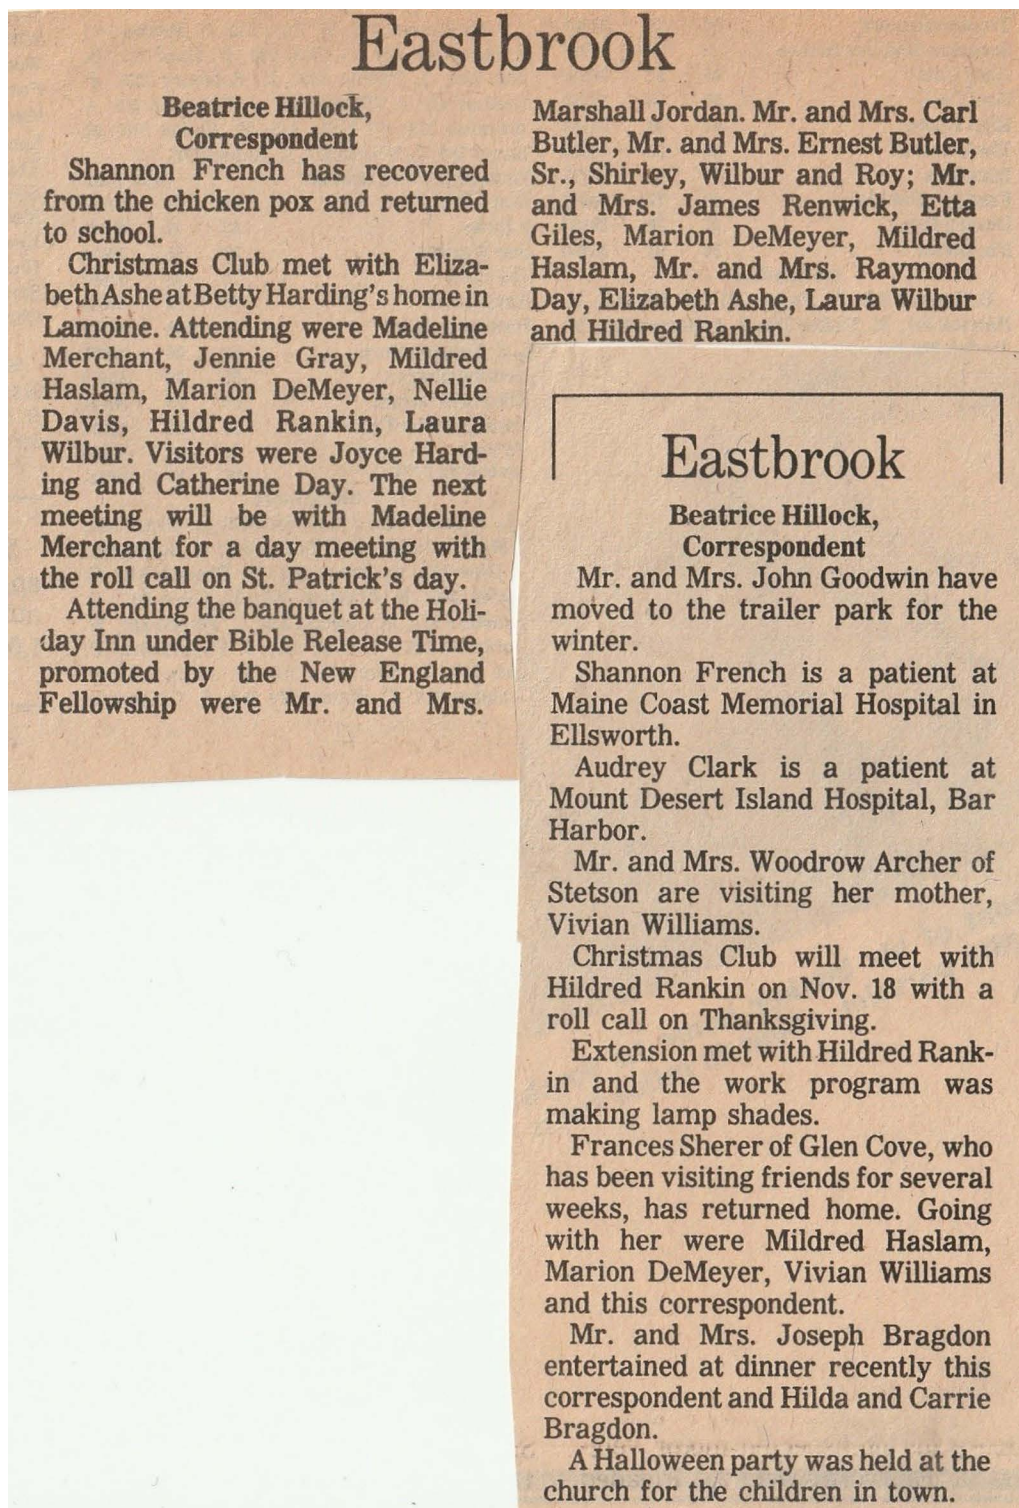 Eastbrook
Beatrice Hillock,
Correspondent
Shannon French has recovered
from the chicken pox and returned
to school.
Christmas Club met with Eliza-
beth Ashe at Betty Harding's home in
Lamoine. Attending were Madeline
Merchant, Jennie Gray, Mildred
Haslam, Marion DeMeyer, Nellie
Davis, Hildred Rankin, Laura
Wilbur. Visitors were Joyce Hard-
ing and Catherine Day. The next
meeting will be with Madeline
Merchant for a day meeting with
the roll call on St. Patrick's day.
Attending the banquet at the Holi-
day Inn under Bible Release Time,
promoted by the New England
Fellowship were Mr. and Mrs.
Marshall Jordan. Mr. and Mrs. Carl
Butler, Mr. and Mrs. Ernest Butler,
Sr., Shirley, Wilbur and Roy; Mr.
and Mrs. James Renwick, Etta
Giles, Marion DeMeyer, Mildred
Haslam, Mr. and Mrs. Raymond
Day, Elizabeth Ashe, Laura Wilbur
and Hildred Rankin.
Eastbrook
Beatrice Hillock,
Correspondent
Mr. and Mrs. John Goodwin have
moved to the trailer park for the
winter.
Shannon French is a patient at
Maine Coast Memorial Hospital in
Ellsworth.
Audrey Clark is a patient at
Mount Desert Island Hospital, Bar
Harbor.
Mr. and Mrs. Woodrow Archer of
Stetson are visiting her mother,
Vivian Williams.
Christmas Club will meet with
Hildred Rankin on Nov. 18 with a
roll call on Thanksgiving.
Extension met with Hildred Rank-
in and the work program was
making lamp shades.
Frances Sherer of Glen Cove, who
has been visiting friends for several
weeks, has returned home. Going
with her were Mildred Haslam,
Marion DeMeyer, Vivian Williams
and this correspondent.
Mr. and Mrs. Joseph Bragdon
entertained at dinner recently this
correspondent and Hilda and Carrie
Bragdon.
A Halloween party was held at the
church for the children in town.